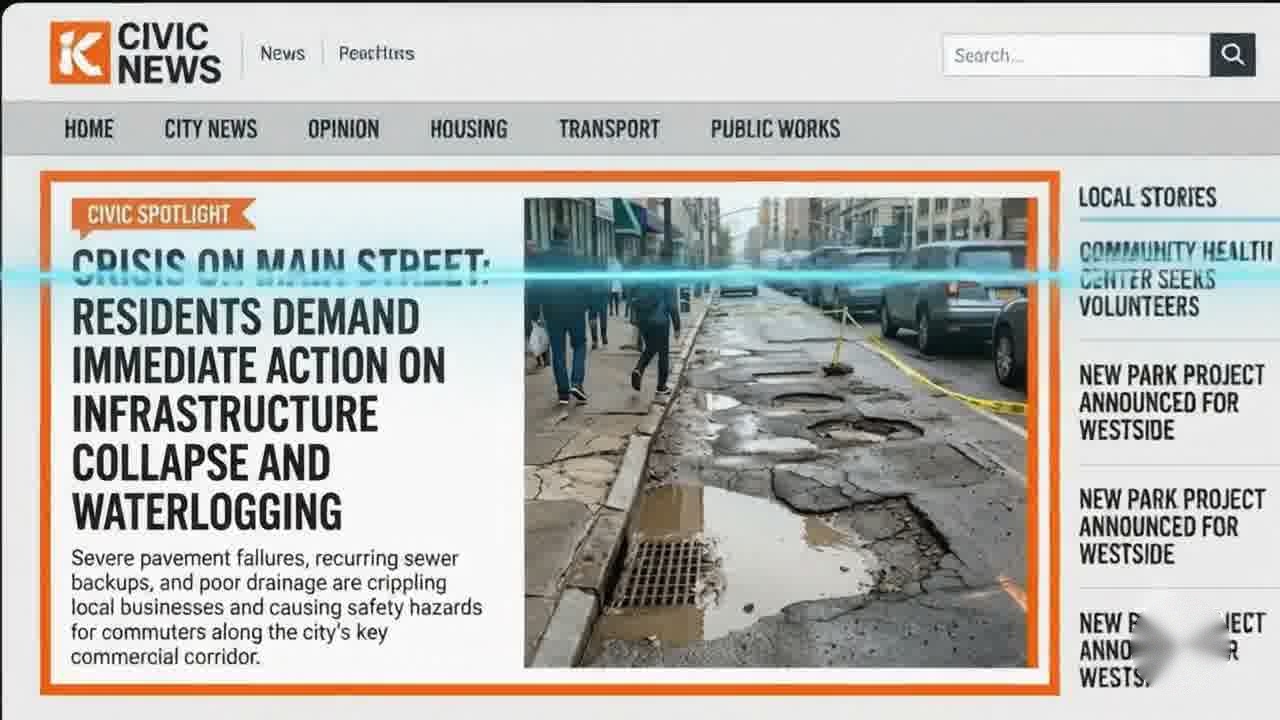 CIVIC
NEWS
News
Search...
HOME
CITY NEWS
OPINION
HOUSING
TRANSPORT
PUBLIC WORKS
CIVIC SPOTLIGHT
CRISIS ON MAIN STREET:
RESIDENTS DEMAND
IMMEDIATE ACTION ON
INFRASTRUCTURE
COLLAPSE AND
WATERLOGGING
Severe pavement failures, recurring sewer
backups, and poor drainage are crippling
local businesses and causing safety hazards
for commuters along the city's key
commercial corridor.
LOCAL STORIES
COMMUNITY HEALTH
CENTER SEEKS
VOLUNTEERS
NEW PARK PROJECT
ANNOUNCED FOR
WESTSIDE
NEW PARK PROJECT
ANNOUNCED FOR
WESTSIDE
NEW